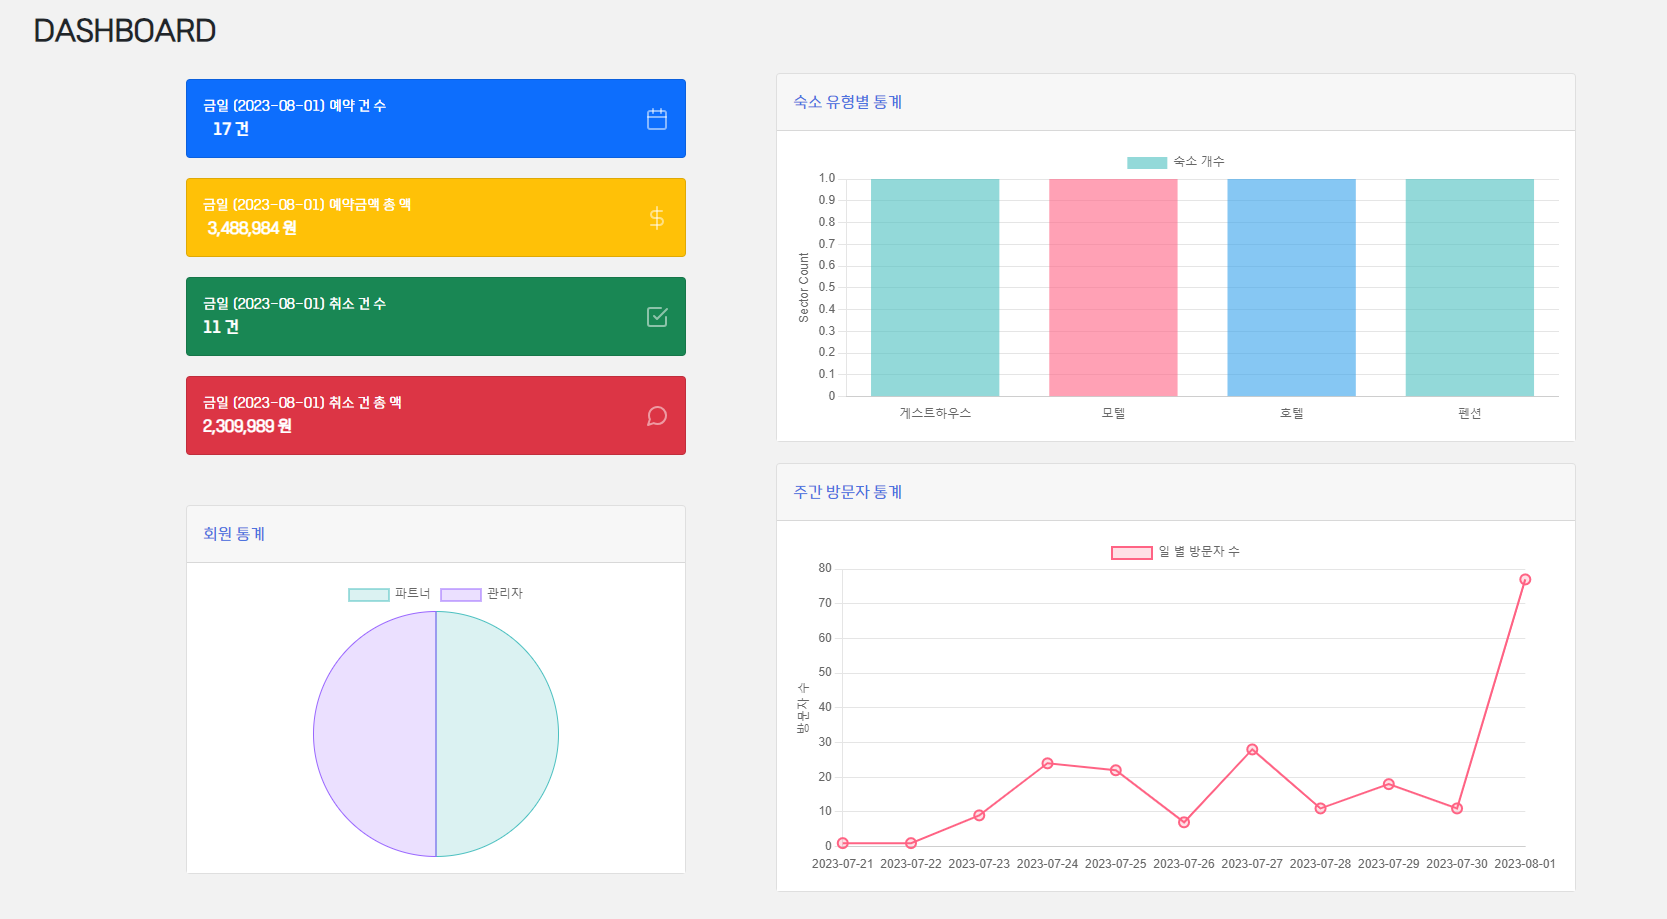 DASHBOARD
금일 (2023-08-01) 예약 건 수
17 건
금일 (2023-08-01) 예약금액 총 액
3,488,984 원
금일 (2023-08-01) 취소 건 수
11 건
금일 (2023-08-01) 취소 건 총 액
2,309,989 원
회원 통계
파트너 관리자
숙소 유형별 통계
숙소 개수
Sector Count
1.0
0.9
0.8
0.7
0.6
0.5
0.4
0.3
0.2
0.1
0
게스트하우스 모텔 호텔 펜션
주간 방문자 통계
일 별 방문자 수
방문자 수
80
70
60
50
40
30
20
10
0
2023-07-21 2023-07-22 2023-07-23 2023-07-24 2023-07-25 2023-07-26 2023-07-27 2023-07-28 2023-07-29 2023-07-30 2023-08-01